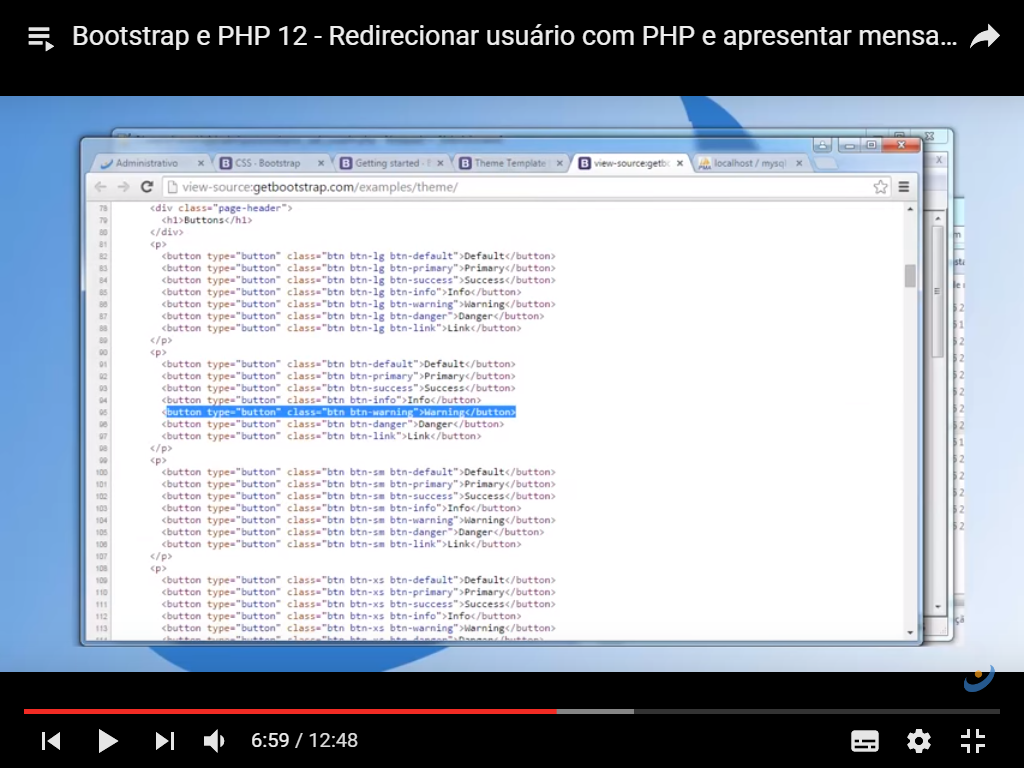 Bootstrap e PHP 12 - Redirecionar usuário com PHP e apresentar mensa...
Administrativo
CSS - Bootstrap
Getting started -
Theme Template
view-source:getbc
localhost / mysql
view-source:getbootstrap.com/examples/theme/
78 <div class="page-header">
79 <h1>Buttons</h1>
80 </div>
81 <p>
82 <button type="button" class="btn btn-lg btn-default">Default</button>
83 <button type="button" class="btn btn-lg btn-primary">Primary</button>
84 <button type="button" class="btn btn-lg btn-success">Success</button>
85 <button type="button" class="btn btn-lg btn-info">Info</button>
86 <button type="button" class="btn btn-lg btn-warning">Warning</button>
87 <button type="button" class="btn btn-lg btn-danger">Danger</button>
88 <button type="button" class="btn btn-lg btn-link">Link</button>
89 </p>
90 <p>
91 <button type="button" class="btn btn-default">Default</button>
92 <button type="button" class="btn btn-primary">Primary</button>
93 <button type="button" class="btn btn-success">Success</button>
94 <button type="button" class="btn btn-info">Info</button>
95 <button type="button" class="btn btn-warning">Warning</button>
96 <button type="button" class="btn btn-danger">Danger</button>
97 <button type="button" class="btn btn-link">Link</button>
98 </p>
99 <p>
100 <button type="button" class="btn btn-sm btn-default">Default</button>
101 <button type="button" class="btn btn-sm btn-primary">Primary</button>
102 <button type="button" class="btn btn-sm btn-success">Success</button>
103 <button type="button" class="btn btn-sm btn-info">Info</button>
104 <button type="button" class="btn btn-sm btn-warning">Warning</button>
105 <button type="button" class="btn btn-sm btn-danger">Danger</button>
106 <button type="button" class="btn btn-sm btn-link">Link</button>
107 </p>
108 <p>
109 <button type="button" class="btn btn-xs btn-default">Default</button>
110 <button type="button" class="btn btn-xs btn-primary">Primary</button>
111 <button type="button" class="btn btn-xs btn-success">Success</button>
112 <button type="button" class="btn btn-xs btn-info">Info</button>
113 <button type="button" class="btn btn-xs btn-warning">Warning</button>
6:59 / 12:48